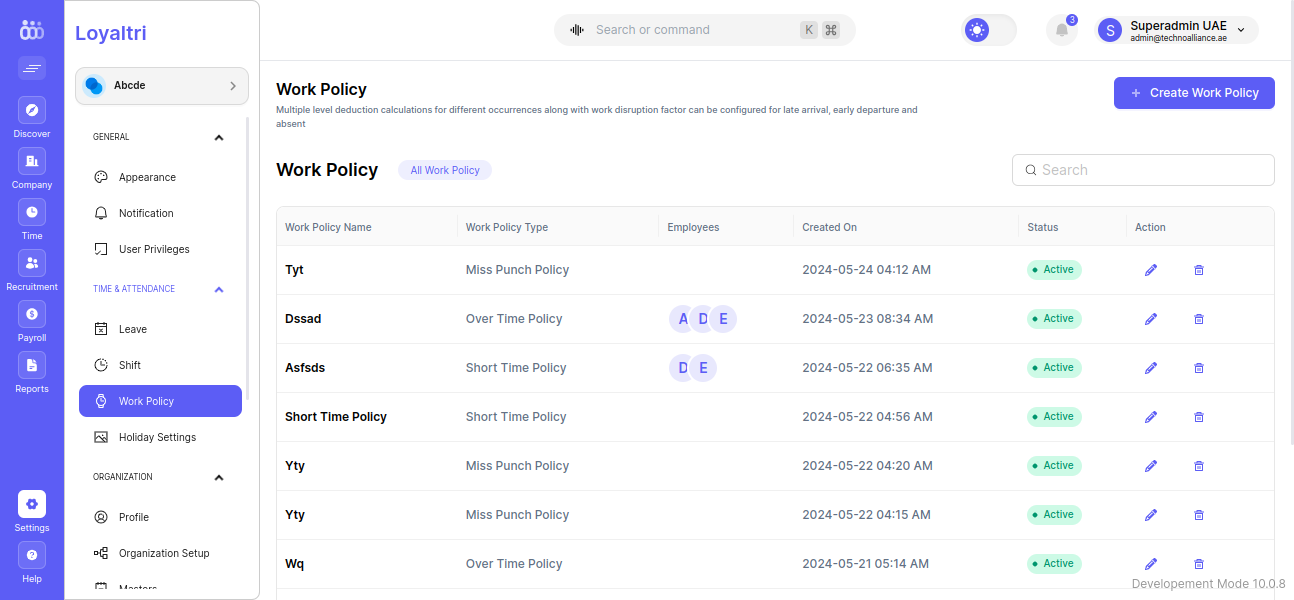 Discover
Company
Time
Recruitment
Payroll
Reports
Settings
Help
Loyaltri
Abcde
GENERAL
Appearance
Notification
User Privileges
TIME & ATTENDANCE
Leave
Shift
Work Policy
Holiday Settings
ORGANIZATION
Profile
Organization Setup
Masters
Search or command
K ⌘
3
S
Superadmin UAE
admin@technoalliance.ae
Work Policy
Multiple level deduction calculations for different occurrences along with work disruption factor can be configured for late arrival, early departure and
absent
+ Create Work Policy
Work Policy
All Work Policy
Search
Work Policy Name Work Policy Type Employees Created On Status Action
Tyt Miss Punch Policy 2024-05-24 04:12 AM Active
Dssad Over Time Policy A D E 2024-05-23 08:34 AM Active
Asfsds Short Time Policy D E 2024-05-22 06:35 AM Active
Short Time Policy Short Time Policy 2024-05-22 04:56 AM Active
Yty Miss Punch Policy 2024-05-22 04:20 AM Active
Yty Miss Punch Policy 2024-05-22 04:15 AM Active
Wq Over Time Policy 2024-05-21 05:14 AM Active
Developement Mode 10.0.8